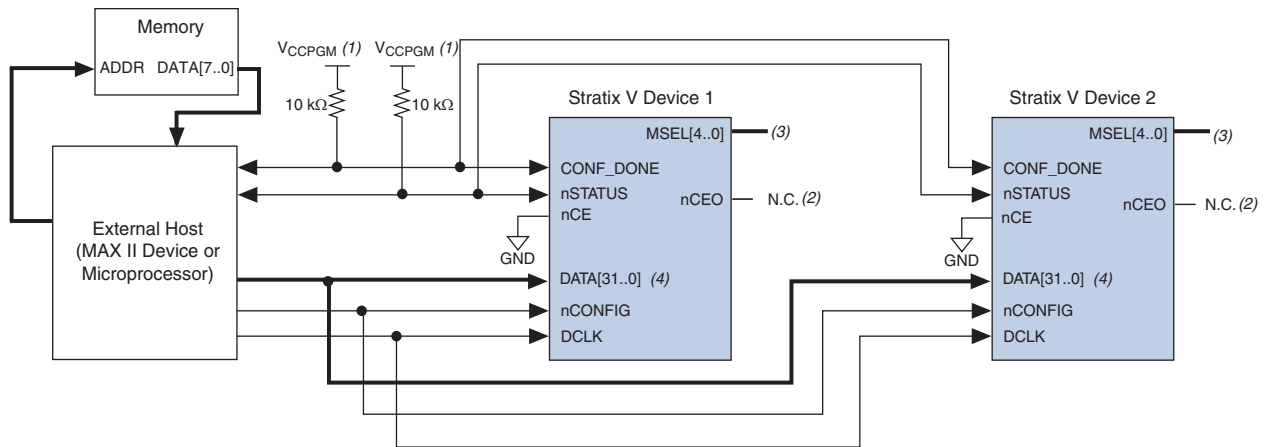 Memory
ADDR DATA[7..0]
VCCPGM (1) VCCPGM (1)
10 kΩ 10 kΩ
External Host
(MAX II Device or
Microprocessor)
Stratix V Device 1
MSEL[4..0] (3)
CONF_DONE
nSTATUS
nCEO N.C. (2)
nCE
GND
DATA[31..0] (4)
nCONFIG
DCLK
Stratix V Device 2
MSEL[4..0] (3)
CONF_DONE
nSTATUS
nCEO N.C. (2)
nCE
GND
DATA[31..0] (4)
nCONFIG
DCLK